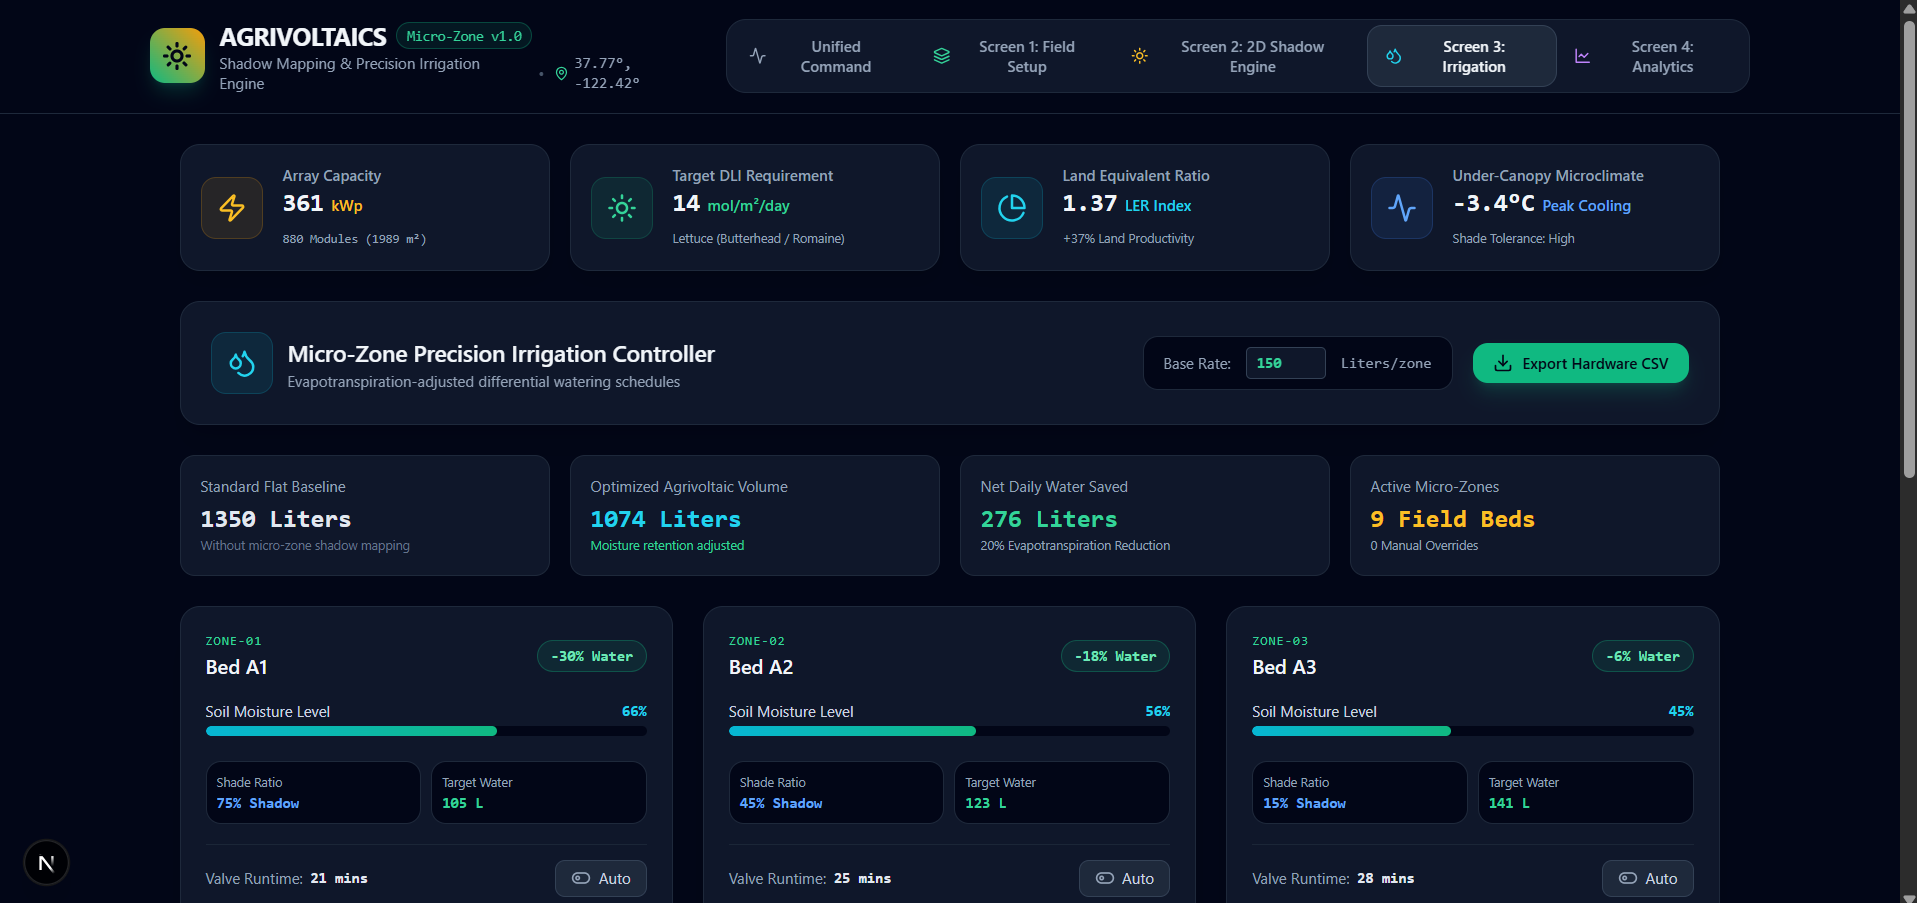 AGRIVOLTAICS
Micro-Zone v1.0
Shadow Mapping & Precision Irrigation
Engine
• 37.77°,
-122.42°
Unified
Command
Screen 1: Field
Setup
Screen 2: 2D Shadow
Engine
Screen 3:
Irrigation
Screen 4:
Analytics
Array Capacity
361 kWp
880 Modules (1989 m²)
Target DLI Requirement
14 mol/m²/day
Lettuce (Butterhead / Romaine)
Land Equivalent Ratio
1.37 LER Index
+37% Land Productivity
Under-Canopy Microclimate
-3.4°C Peak Cooling
Shade Tolerance: High
Micro-Zone Precision Irrigation Controller
Evapotranspiration-adjusted differential watering schedules
Base Rate: 150 Liters/zone
Export Hardware CSV
Standard Flat Baseline
1350 Liters
Without micro-zone shadow mapping
Optimized Agrivoltaic Volume
1074 Liters
Moisture retention adjusted
Net Daily Water Saved
276 Liters
20% Evapotranspiration Reduction
Active Micro-Zones
9 Field Beds
0 Manual Overrides
ZONE-01
Bed A1
-30% Water
Soil Moisture Level 66%
Shade Ratio
75% Shadow
Target Water
105 L
Valve Runtime: 21 mins
Auto
ZONE-02
Bed A2
-18% Water
Soil Moisture Level 56%
Shade Ratio
45% Shadow
Target Water
123 L
Valve Runtime: 25 mins
Auto
ZONE-03
Bed A3
-6% Water
Soil Moisture Level 45%
Shade Ratio
15% Shadow
Target Water
141 L
Valve Runtime: 28 mins
Auto
N